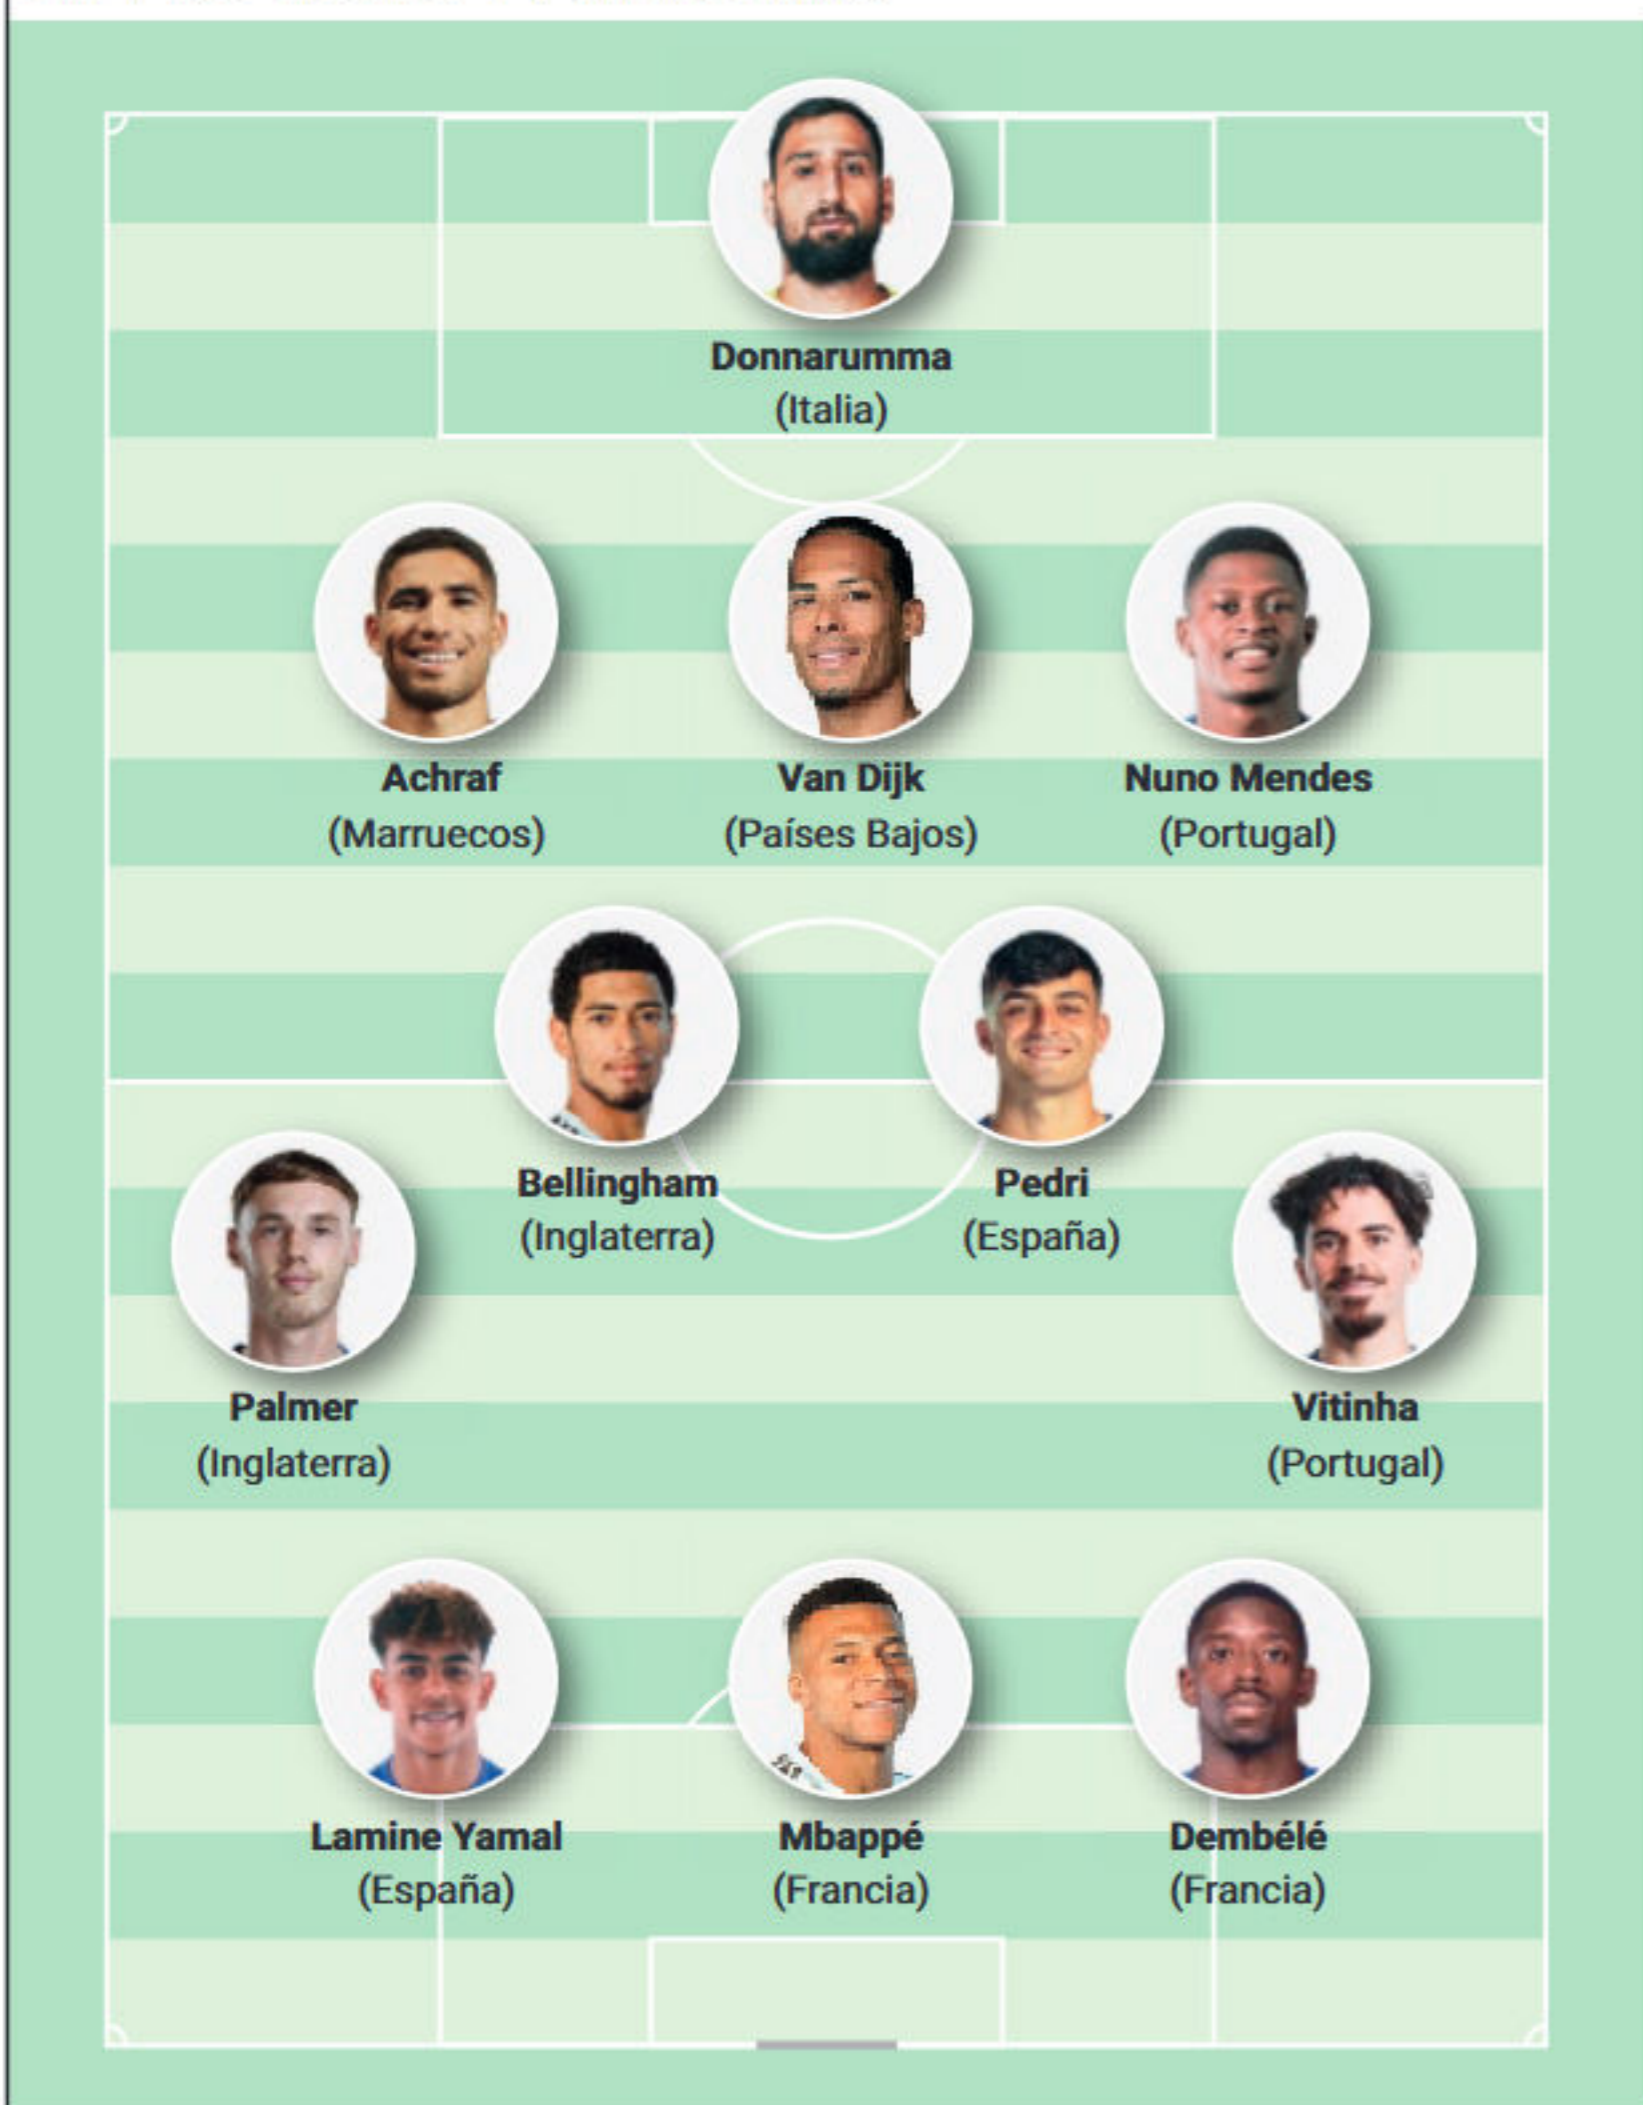 Donnarumma
(Italia)
Achraf
(Marruecos)
Van Dijk
(Países Bajos)
Nuno Mendes
(Portugal)
Bellingham
(Inglaterra)
Pedri
(España)
Palmer
(Inglaterra)
Vitinha
(Portugal)
Lamine Yamal
(España)
Mbappé
(Francia)
Dembélé
(Francia)